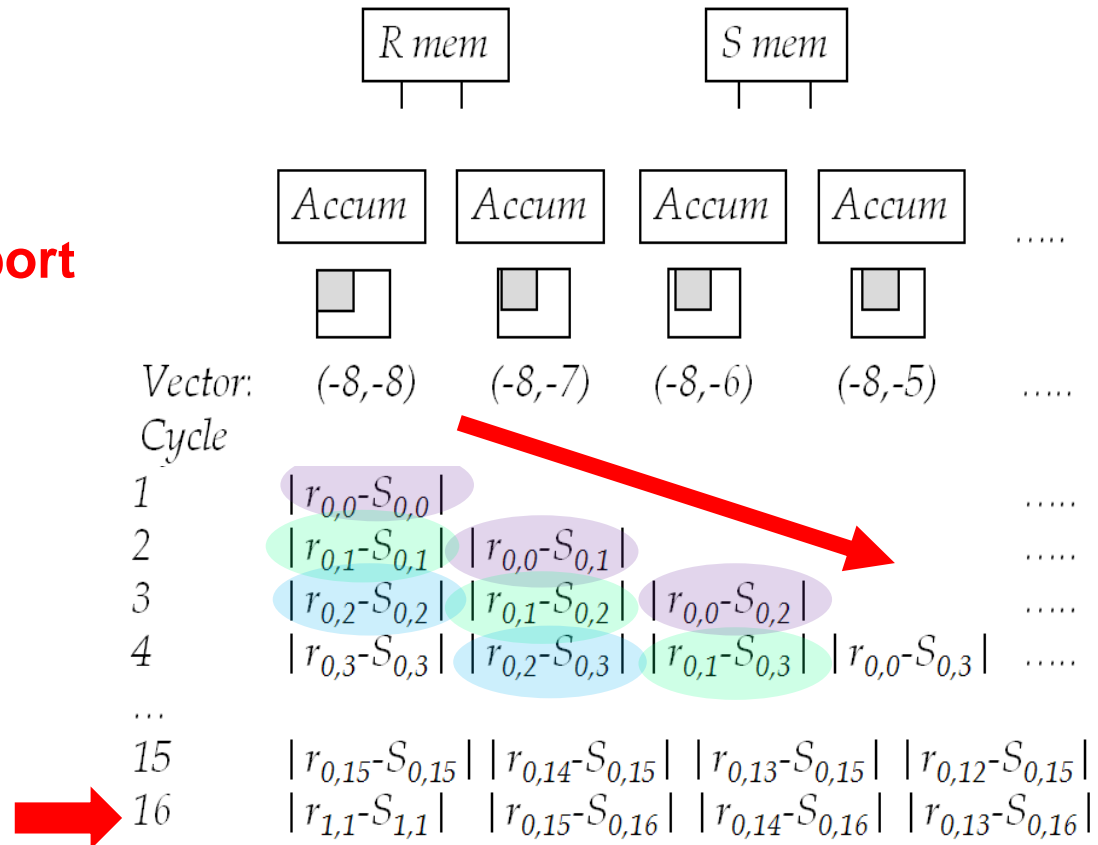 R mem S mem
Accum Accum Accum Accum .....
port
Vector: (-8,-8) (-8,-7) (-8,-6) (-8,-5) .....
Cycle
1 |r0,0-S0,0| .....
2 |r0,1-S0,1| |r0,0-S0,1| .....
3 |r0,2-S0,2| |r0,1-S0,2| |r0,0-S0,2| .....
4 |r0,3-S0,3| |r0,2-S0,3| |r0,1-S0,3| |r0,0-S0,3| .....
...
15 |r0,15-S0,15| |r0,14-S0,15| |r0,13-S0,15| |r0,12-S0,15|
16 |r1,1-S1,1| |r0,15-S0,16| |r0,14-S0,16| |r0,13-S0,16|